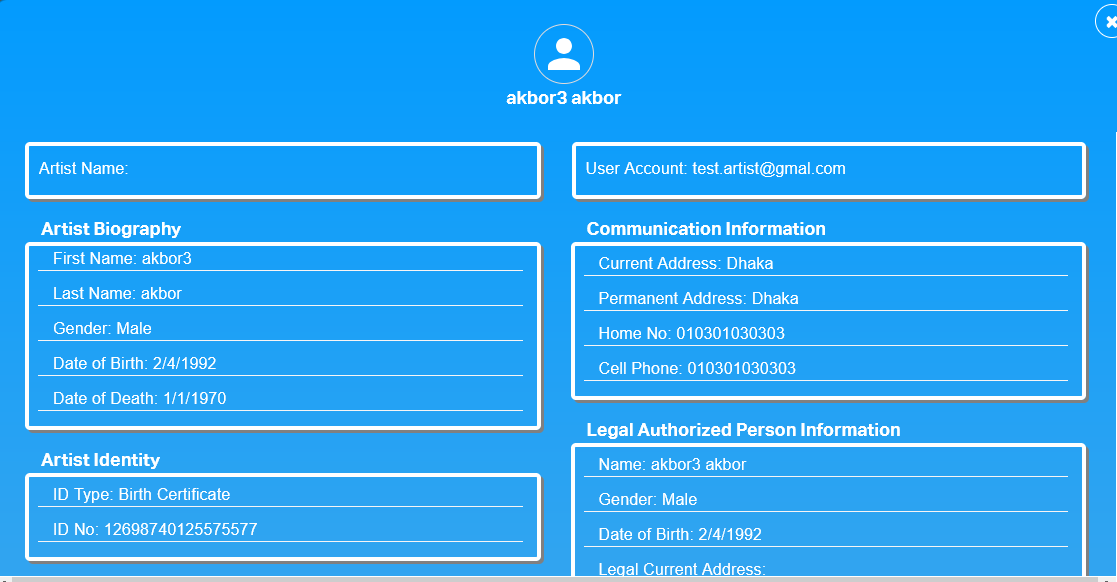 akbor3 akbor
Artist Name:
User Account: test.artist@gmal.com
Artist Biography
First Name: akbor3
Last Name: akbor
Gender: Male
Date of Birth: 2/4/1992
Date of Death: 1/1/1970
Artist Identity
ID Type: Birth Certificate
ID No: 12698740125575577
Communication Information
Current Address: Dhaka
Permanent Address: Dhaka
Home No: 010301030303
Cell Phone: 010301030303
Legal Authorized Person Information
Name: akbor3 akbor
Gender: Male
Date of Birth: 2/4/1992
Legal Current Address: